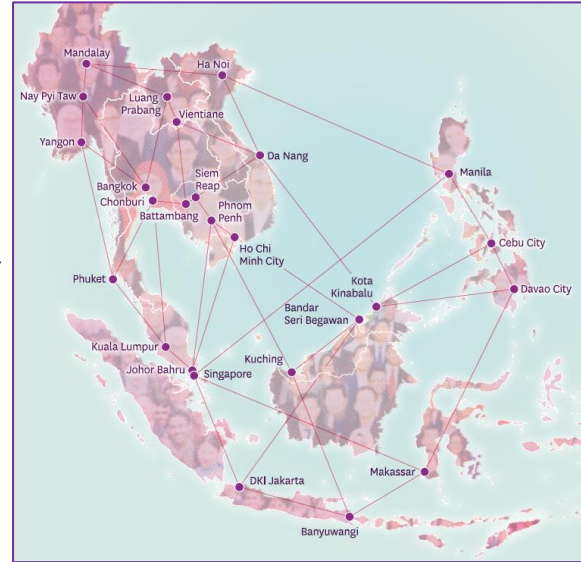 Mandalay
Ha Noi
Nay Pyi Taw
Luang
Prabang
Vientiane
Yangon
Da Nang
Siem
Reap
Bangkok
Chonburi
Battambang
Phnom
Penh
Manila
Ho Chi
Minh City
Cebu City
Phuket
Kota
Kinabalu
Davao City
Bandar
Seri Begawan
Kuala Lumpur
Kuching
Johor Bahru
Singapore
Makassar
DKI Jakarta
Banyuwangi